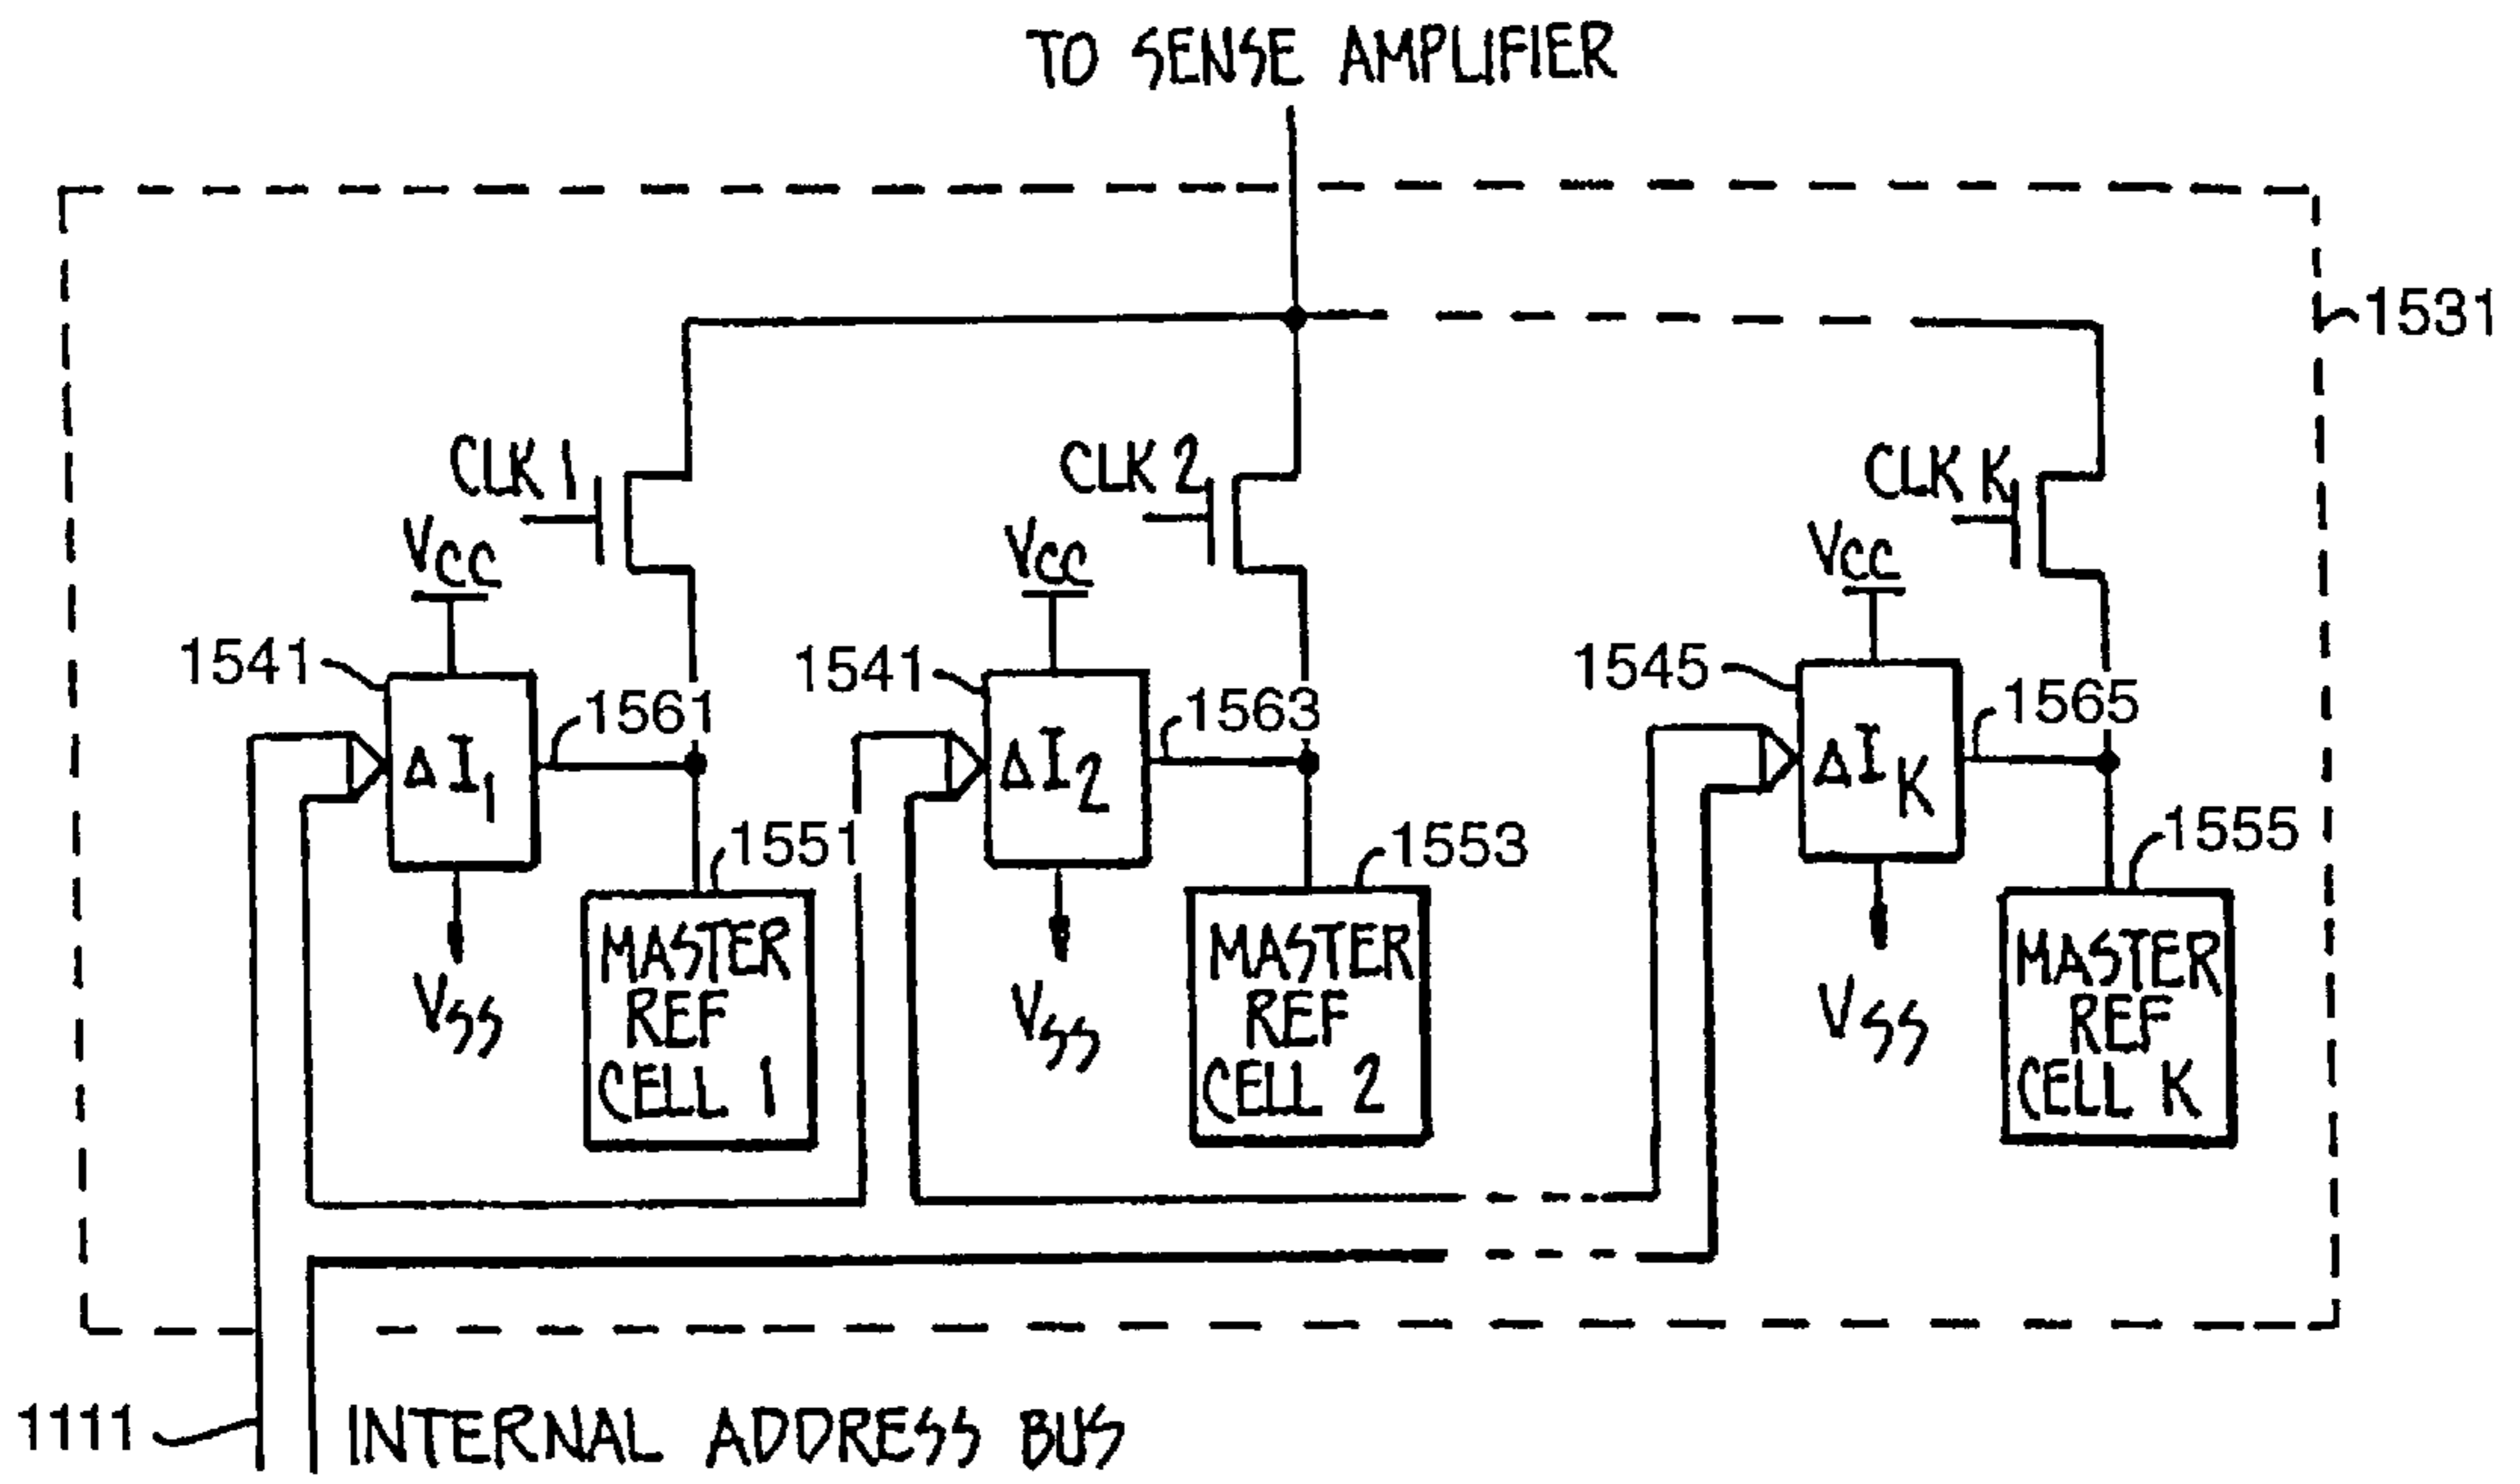 TO SENSE AMPLIFIER
1531
CLK 1
CLK 2
CLK K
VCC
VCC
VCC
1541
1541
1545
1561
1563
1565
ΔI1
ΔI2
ΔIK
1551
1553
1555
VSS
VSS
VSS
MASTER
REF
CELL 1
MASTER
REF
CELL 2
MASTER
REF
CELL K
1111
INTERNAL ADDRESS BUS